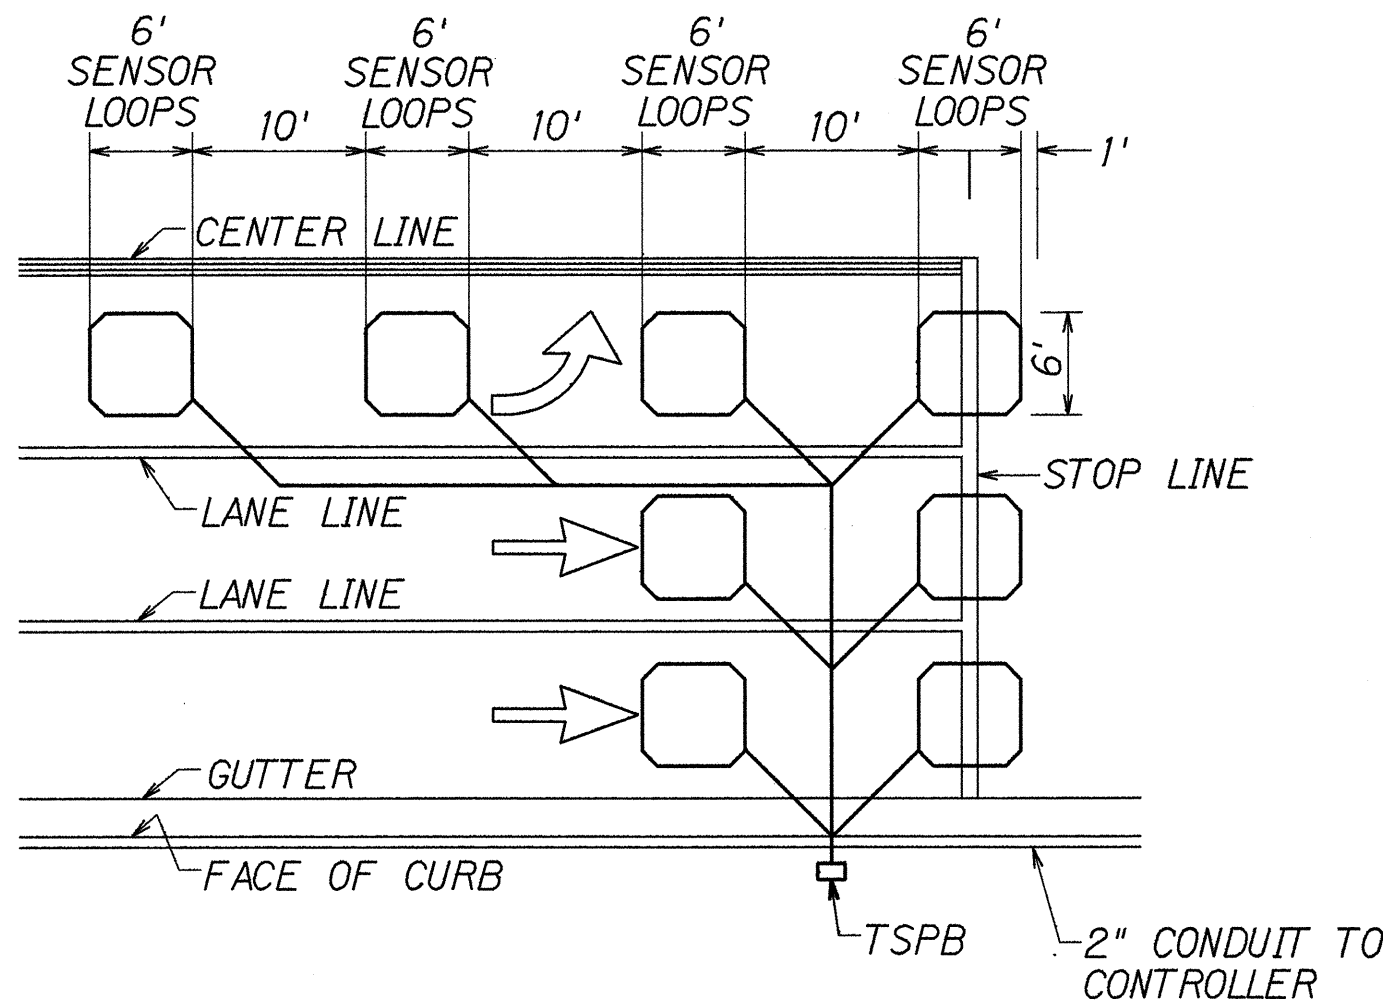 6' 6' 6' 6'
SENSOR SENSOR SENSOR SENSOR
LOOPS 10' LOOPS 10' LOOPS 10' LOOPS
1'
CENTER LINE
6'
STOP LINE
LANE LINE
LANE LINE
GUTTER
FACE OF CURB
TSPB
2" CONDUIT TO
CONTROLLER